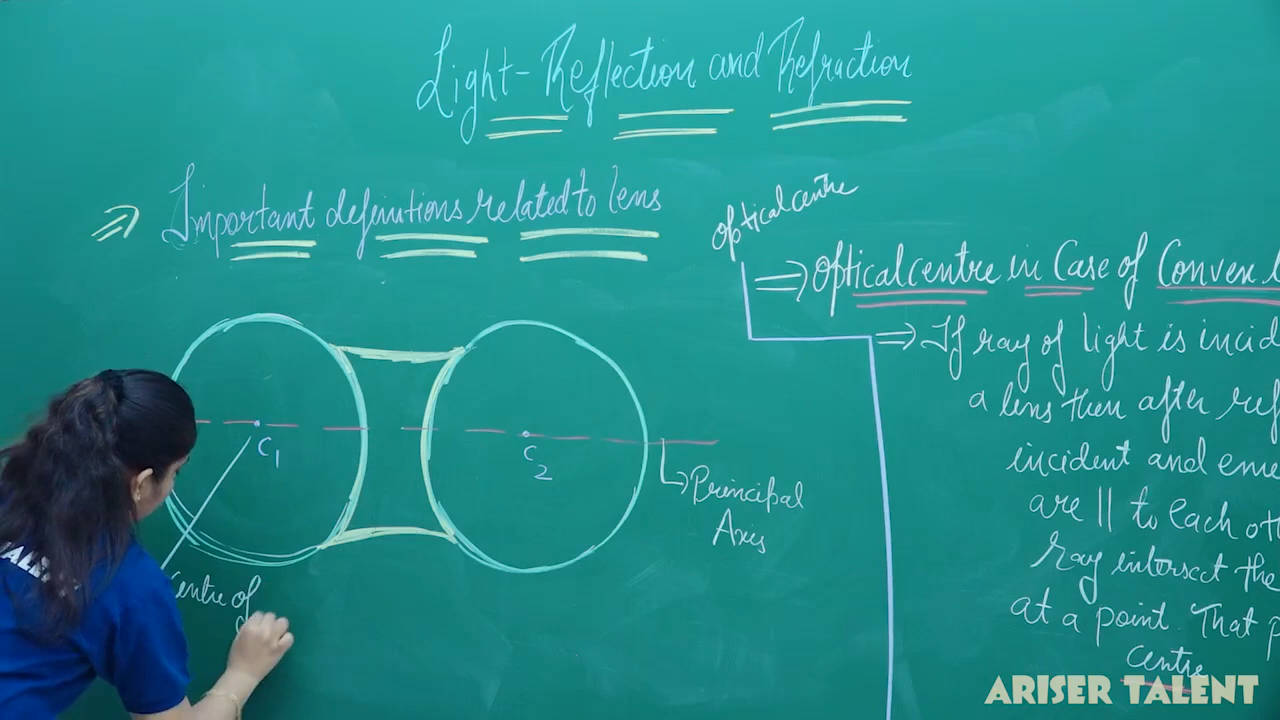 Light-Reflection and Refraction
⇒ Important definitions related to lens
optical centre
⇒ Optical centre in Case of Convex
⇒ If ray of light is incid
a lens then after ref
incident and eme
are || to each oth
ray intersect the
at a point. That p
centre
C1
C2
Principal
Axis
Centre of
ARISER TALENT